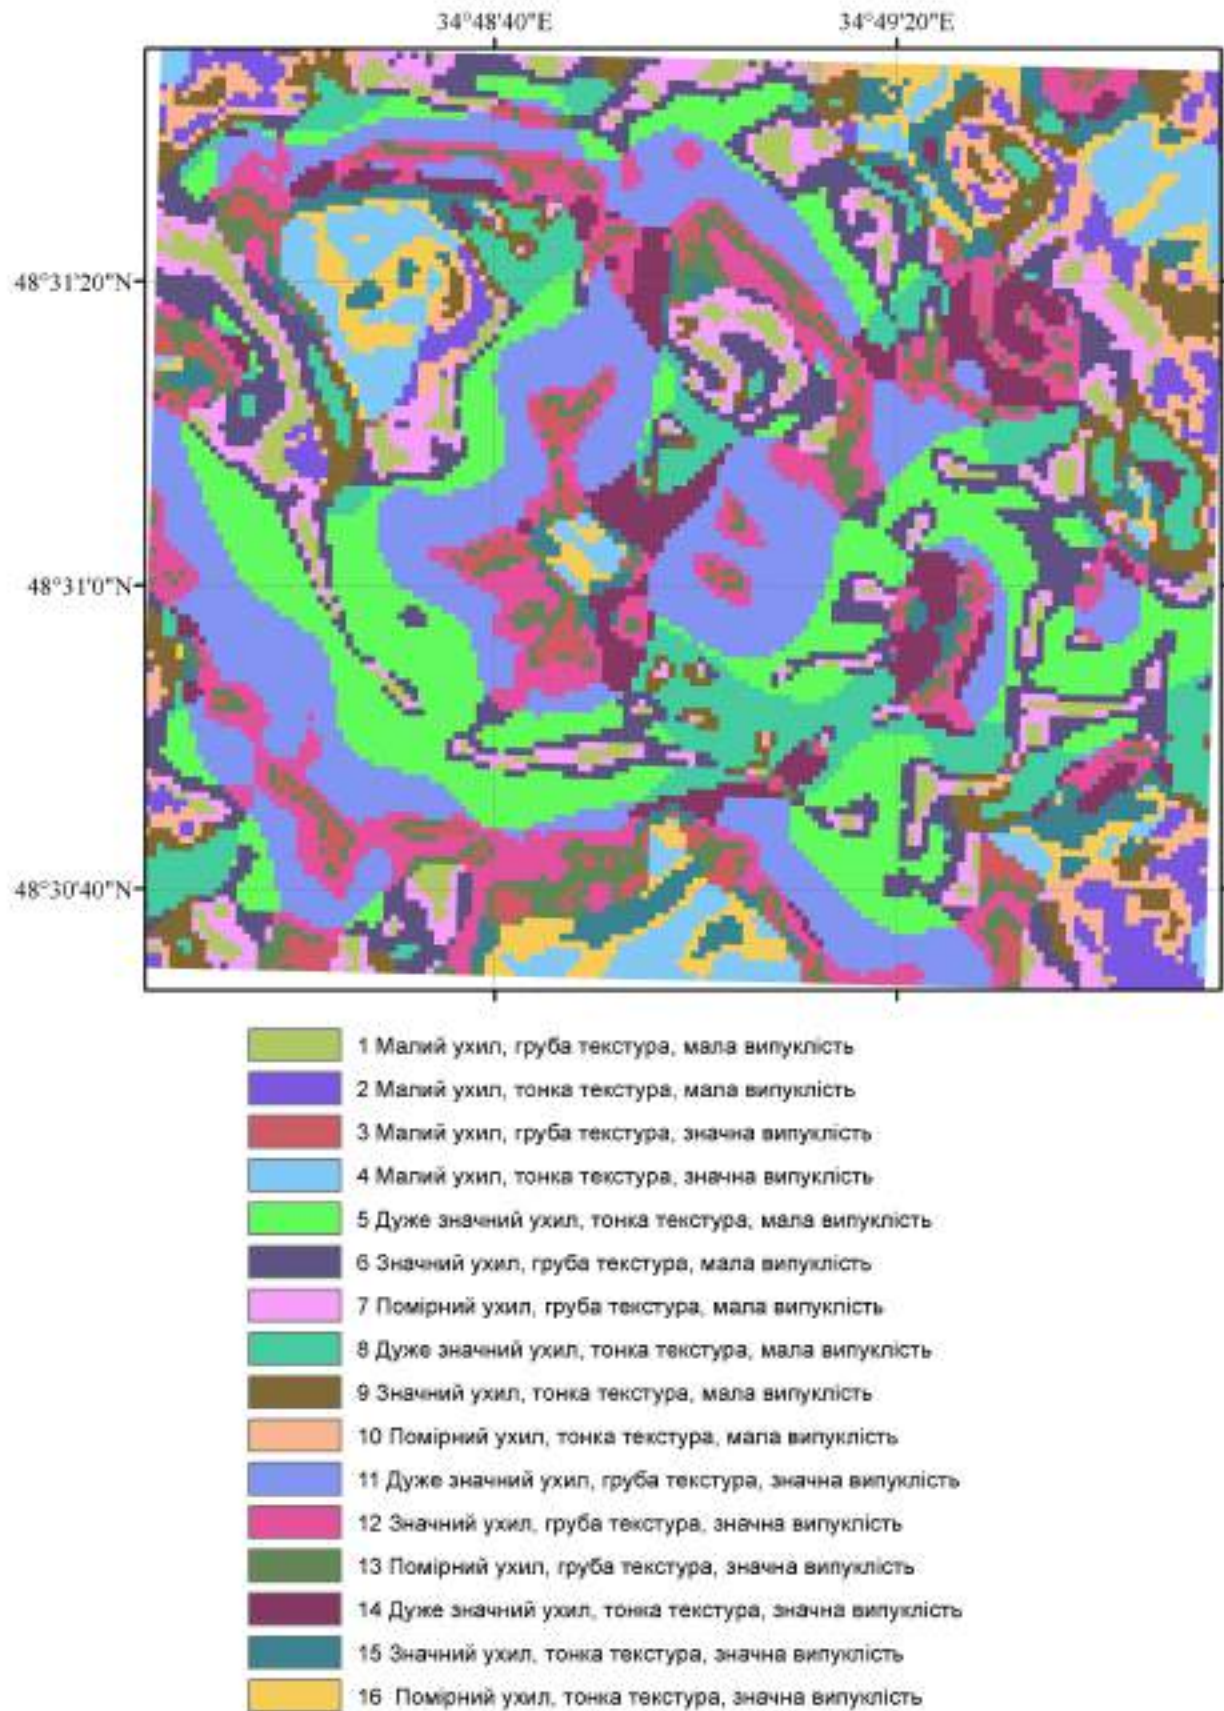 34°48'40"E 34°49'20"E
48°31'20"N
48°31'0"N
48°30'40"N
1 Малий ухил, груба текстура, мала випуклість
2 Малий ухил, тонка текстура, мала випуклість
3 Малий ухил, груба текстура, значна випуклість
4 Малий ухил, тонка текстура, значна випуклість
5 Дуже значний ухил, тонка текстура, мала випуклість
6 Значний ухил, груба текстура, мала випуклість
7 Помірний ухил, груба текстура, мала випуклість
8 Дуже значний ухил, тонка текстура, мала випуклість
9 Значний ухил, тонка текстура, мала випуклість
10 Помірний ухил, тонка текстура, мала випуклість
11 Дуже значний ухил, груба текстура, значна випуклість
12 Значний ухил, груба текстура, значна випуклість
13 Помірний ухил, груба текстура, значна випуклість
14 Дуже значний ухил, тонка текстура, значна випуклість
15 Значний ухил, тонка текстура, значна випуклість
16 Помірний ухил, тонка текстура, значна випуклість